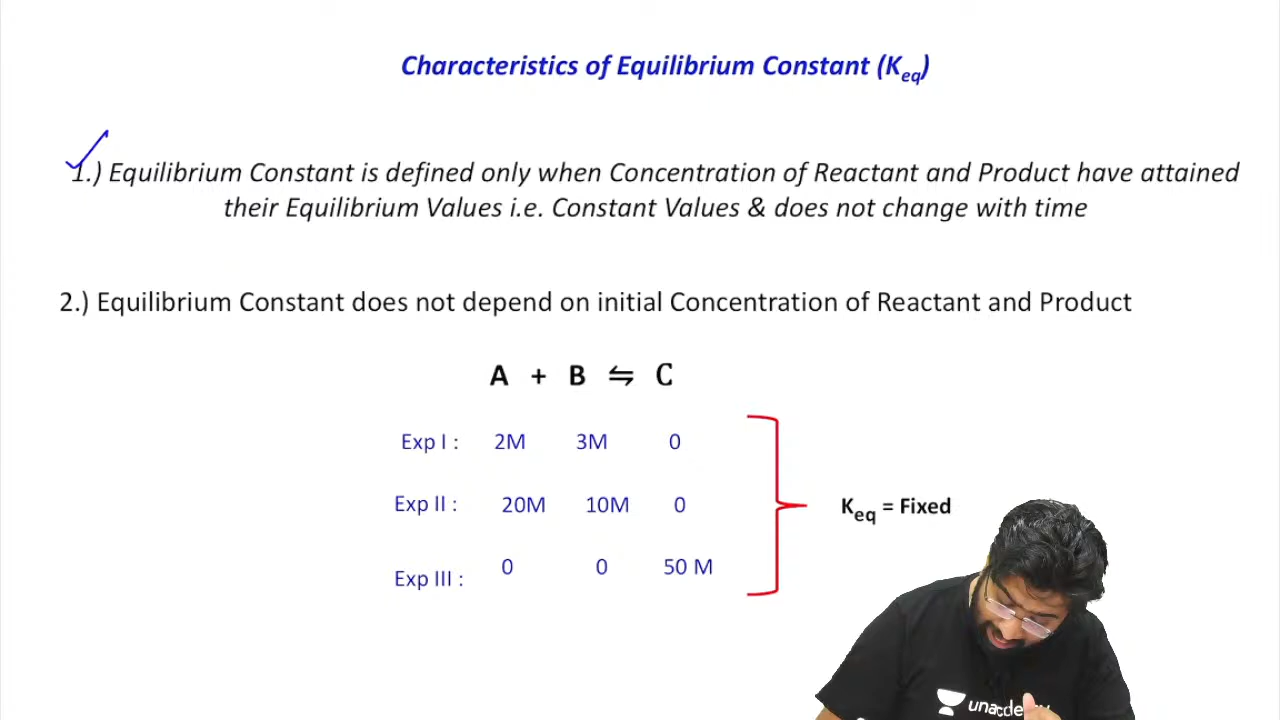 Characteristics of Equilibrium Constant (Keq)
1.) Equilibrium Constant is defined only when Concentration of Reactant and Product have attained
their Equilibrium Values i.e. Constant Values & does not change with time
2.) Equilibrium Constant does not depend on initial Concentration of Reactant and Product
A + B ⇋ C
Exp I : 2M 3M 0
Exp II : 20M 10M 0
Exp III : 0 0 50 M
Keq = Fixed